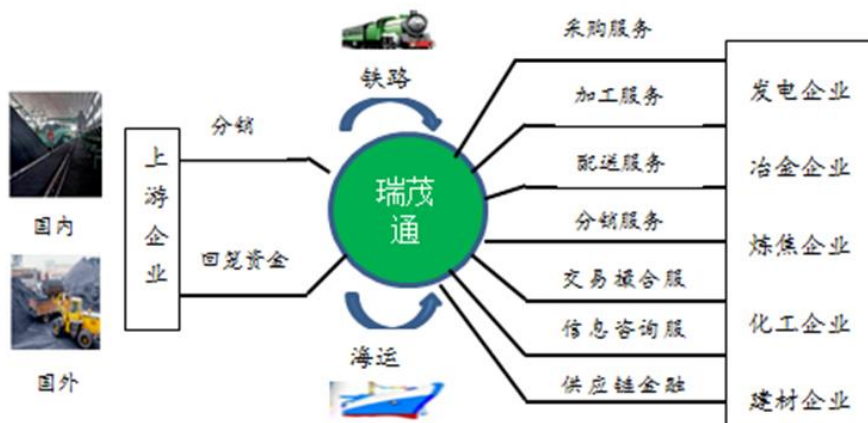 铁路
国内
国外
上游企业
分销
回笼资金
瑞茂
通
海运
采购服务
加工服务
配送服务
分销服务
交易撮合服
信息咨询服
供应链金融
发电企业
冶金企业
炼焦企业
化工企业
建材企业